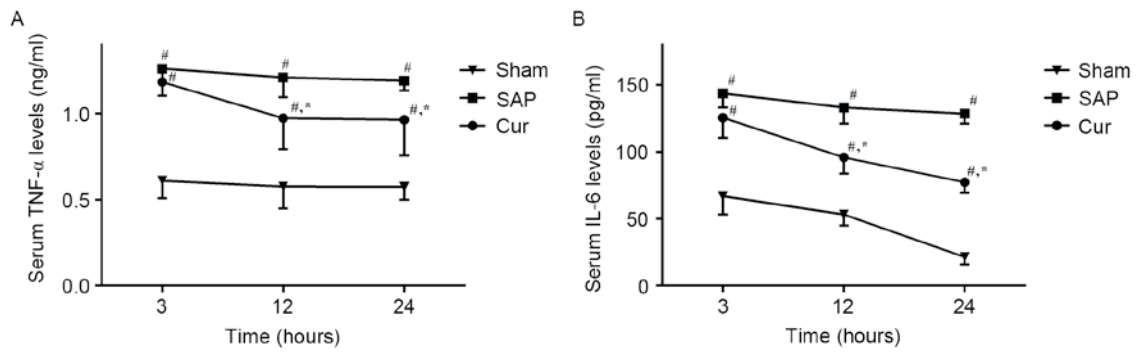 A
Serum TNF-α levels (ng/ml)
1.0
0.5
0.0
#
#
#
#
#,*
#,*
3
12
24
Time (hours)
Sham
SAP
Cur
B
Serum IL-6 levels (pg/ml)
150
100
50
0
#
#
#
#
#,*
#,*
3
12
24
Time (hours)
Sham
SAP
Cur